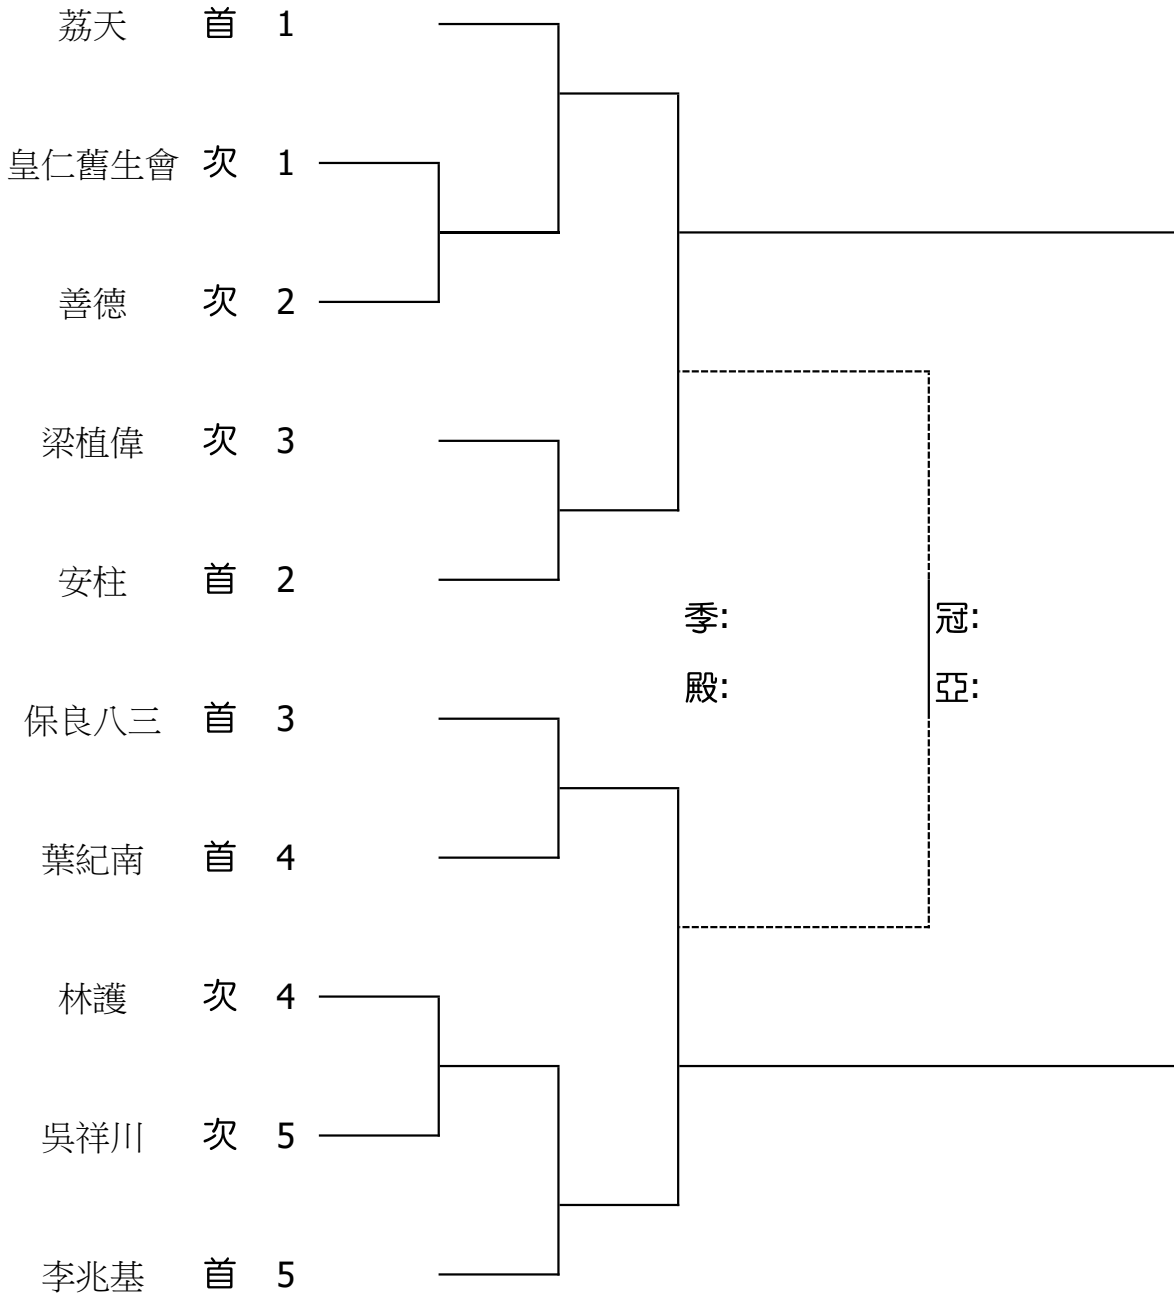 荔天 首 1
皇仁舊生會 次 1
善德 次 2
梁植偉 次 3
安柱 首 2
季: 冠:
殿: 亞:
保良八三 首 3
葉紀南 首 4
林護 次 4
吳祥川 次 5
李兆基 首 5